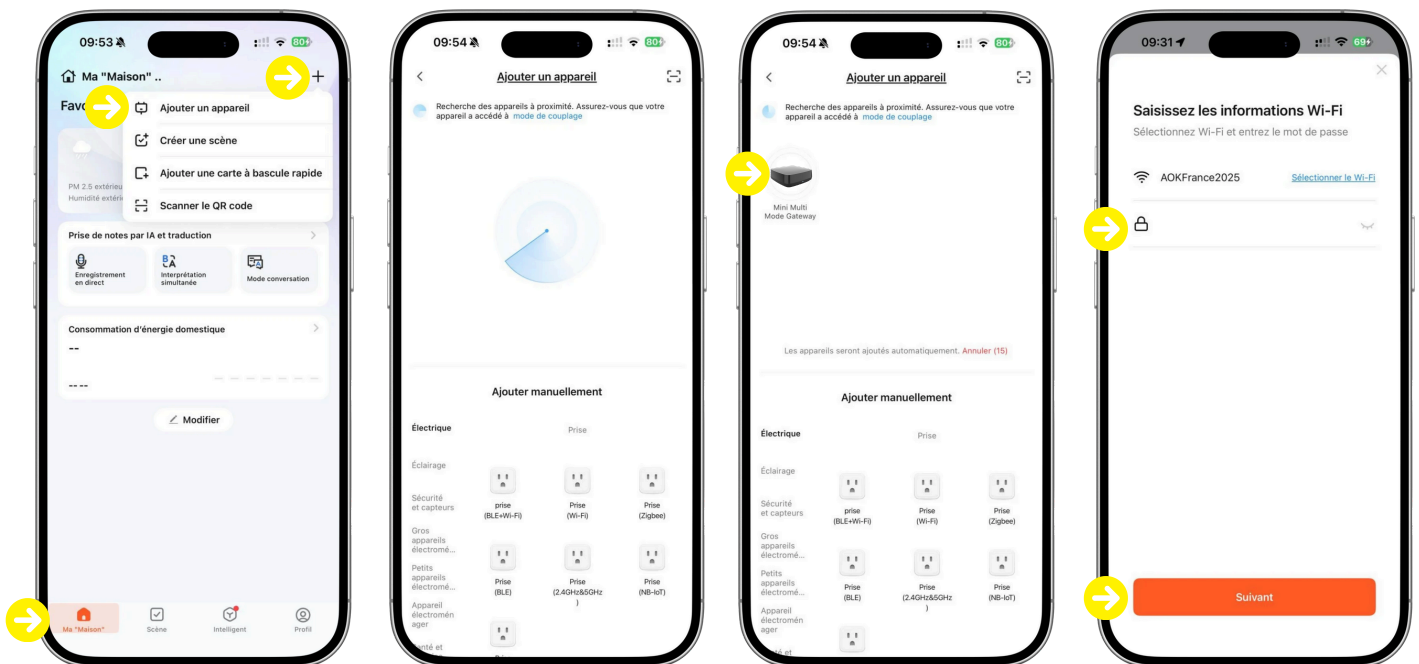 09:53
80
Ma "Maison" ..
Favo
Ajouter un appareil
Créer une scène
Ajouter une carte à bascule rapide
Scanner le QR code
PM 2.5 extérieu
Humidité extéri
Prise de notes par IA et traduction
Enregistrement
en direct
Interprétation
simultanée
Mode conversation
Consommation d'énergie domestique
--
-- --
Modifier
Ma "Maison"
Scène
Intelligent
Profil
09:54
80
Ajouter un appareil
Recherche des appareils à proximité. Assurez-vous que votre
appareil a accédé à mode de couplage
Ajouter manuellement
Électrique
Prise
Éclairage
Sécurité
et capteurs
Gros
appareils
électromé...
Petits
appareils
électromé...
Appareil
électromén
ager
prise
(BLE+Wi-Fi)
Prise
(Wi-Fi)
Prise
(Zigbee)
Prise
(BLE)
Prise
(2.4GHz&5GHz
)
Prise
(NB-IoT)
09:54
80
Ajouter un appareil
Recherche des appareils à proximité. Assurez-vous que votre
appareil a accédé à mode de couplage
Mini Multi
Mode Gateway
Les appareils seront ajoutés automatiquement. Annuler (15)
Ajouter manuellement
Électrique
Prise
Éclairage
Sécurité
et capteurs
Gros
appareils
électromé...
Petits
appareils
électromé...
Appareil
électromén
ager
prise
(BLE+Wi-Fi)
Prise
(Wi-Fi)
Prise
(Zigbee)
Prise
(BLE)
Prise
(2.4GHz&5GHz
)
Prise
(NB-IoT)
09:31
69
Saisissez les informations Wi-Fi
Sélectionnez Wi-Fi et entrez le mot de passe
AOKFrance2025
Sélectionner le Wi-Fi
Suivant